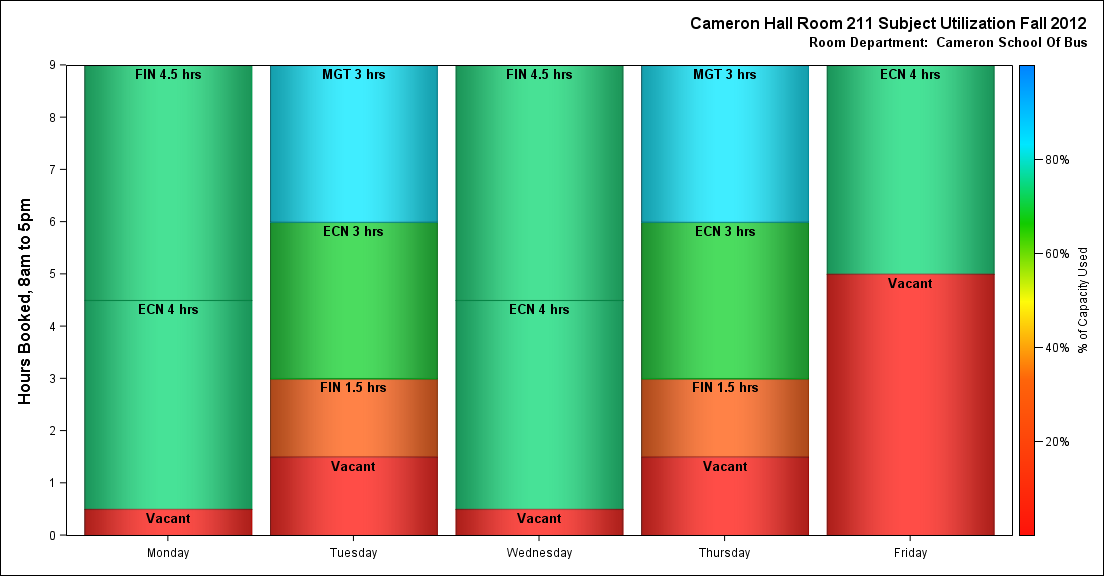 Cameron Hall Room 211 Subject Utilization Fall 2012
Room Department:  Cameron School Of Bus
Hours Booked, 8am to 5pm
9
8
7
6
5
4
3
2
1
0
FIN 4.5 hrs
ECN 4 hrs
Vacant
MGT 3 hrs
ECN 3 hrs
FIN 1.5 hrs
Vacant
FIN 4.5 hrs
ECN 4 hrs
Vacant
MGT 3 hrs
ECN 3 hrs
FIN 1.5 hrs
Vacant
ECN 4 hrs
Vacant
Monday
Tuesday
Wednesday
Thursday
Friday
80%
60%
40%
20%
% of Capacity Used